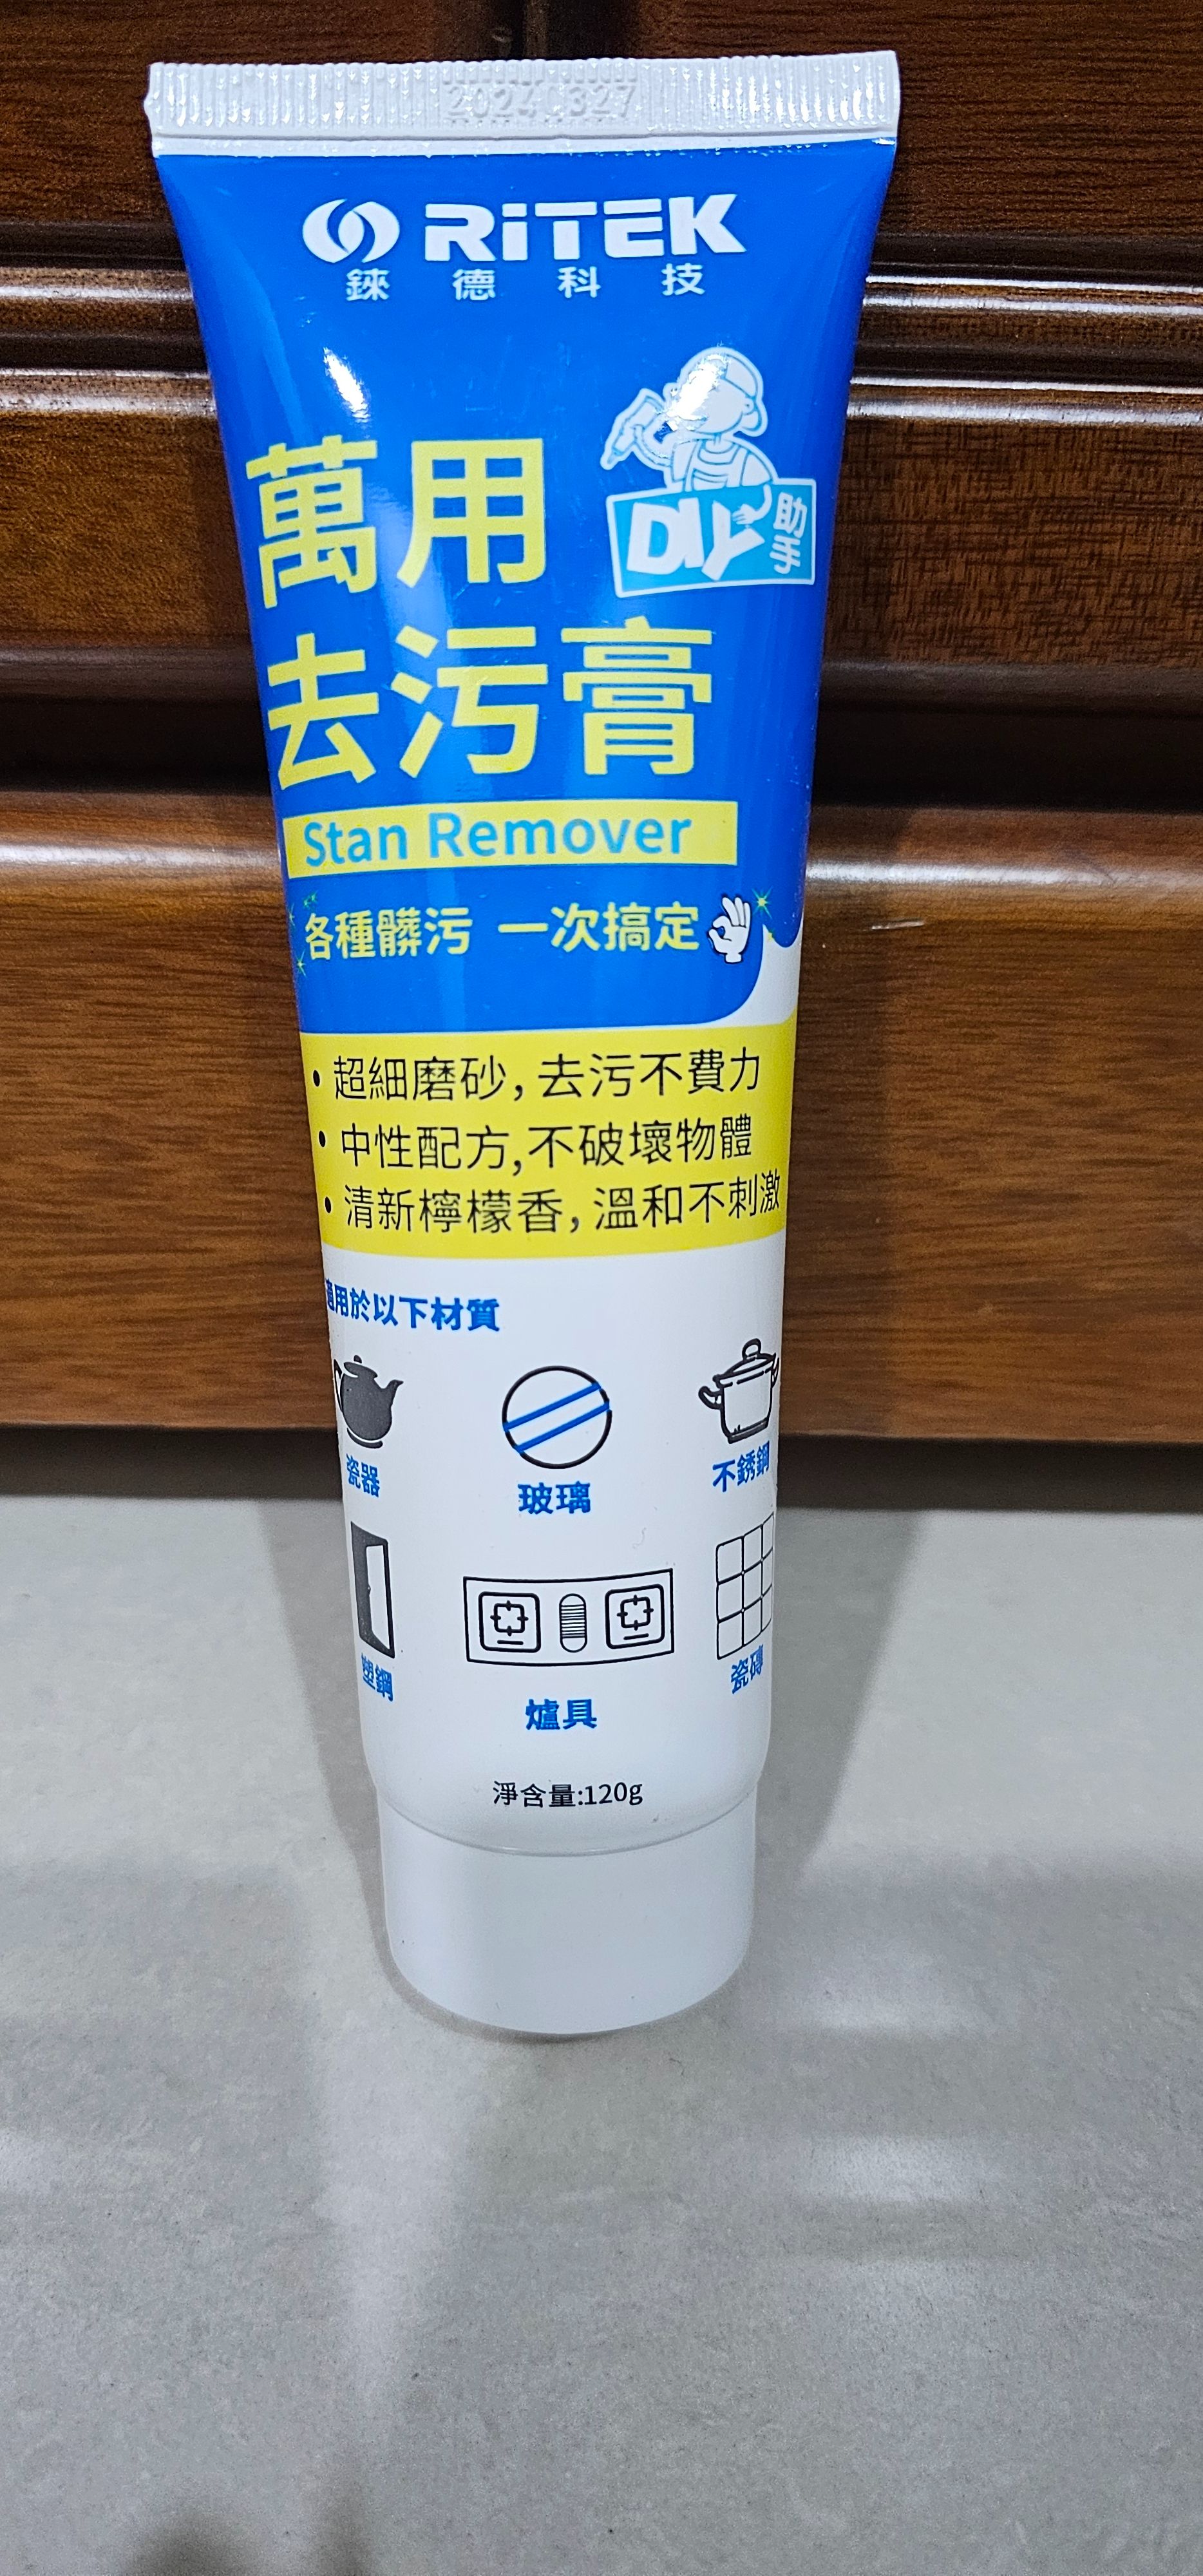 20240327
RiTEK
錸德科技
DIY助手
萬用
去污膏
Stan Remover
各種髒污 一次搞定
• 超細磨砂,去污不費力
• 中性配方,不破壞物體
• 清新檸檬香,溫和不刺激
適用於以下材質
瓷器
玻璃
不銹鋼
塑鋼
爐具
瓷磚
淨含量:120g